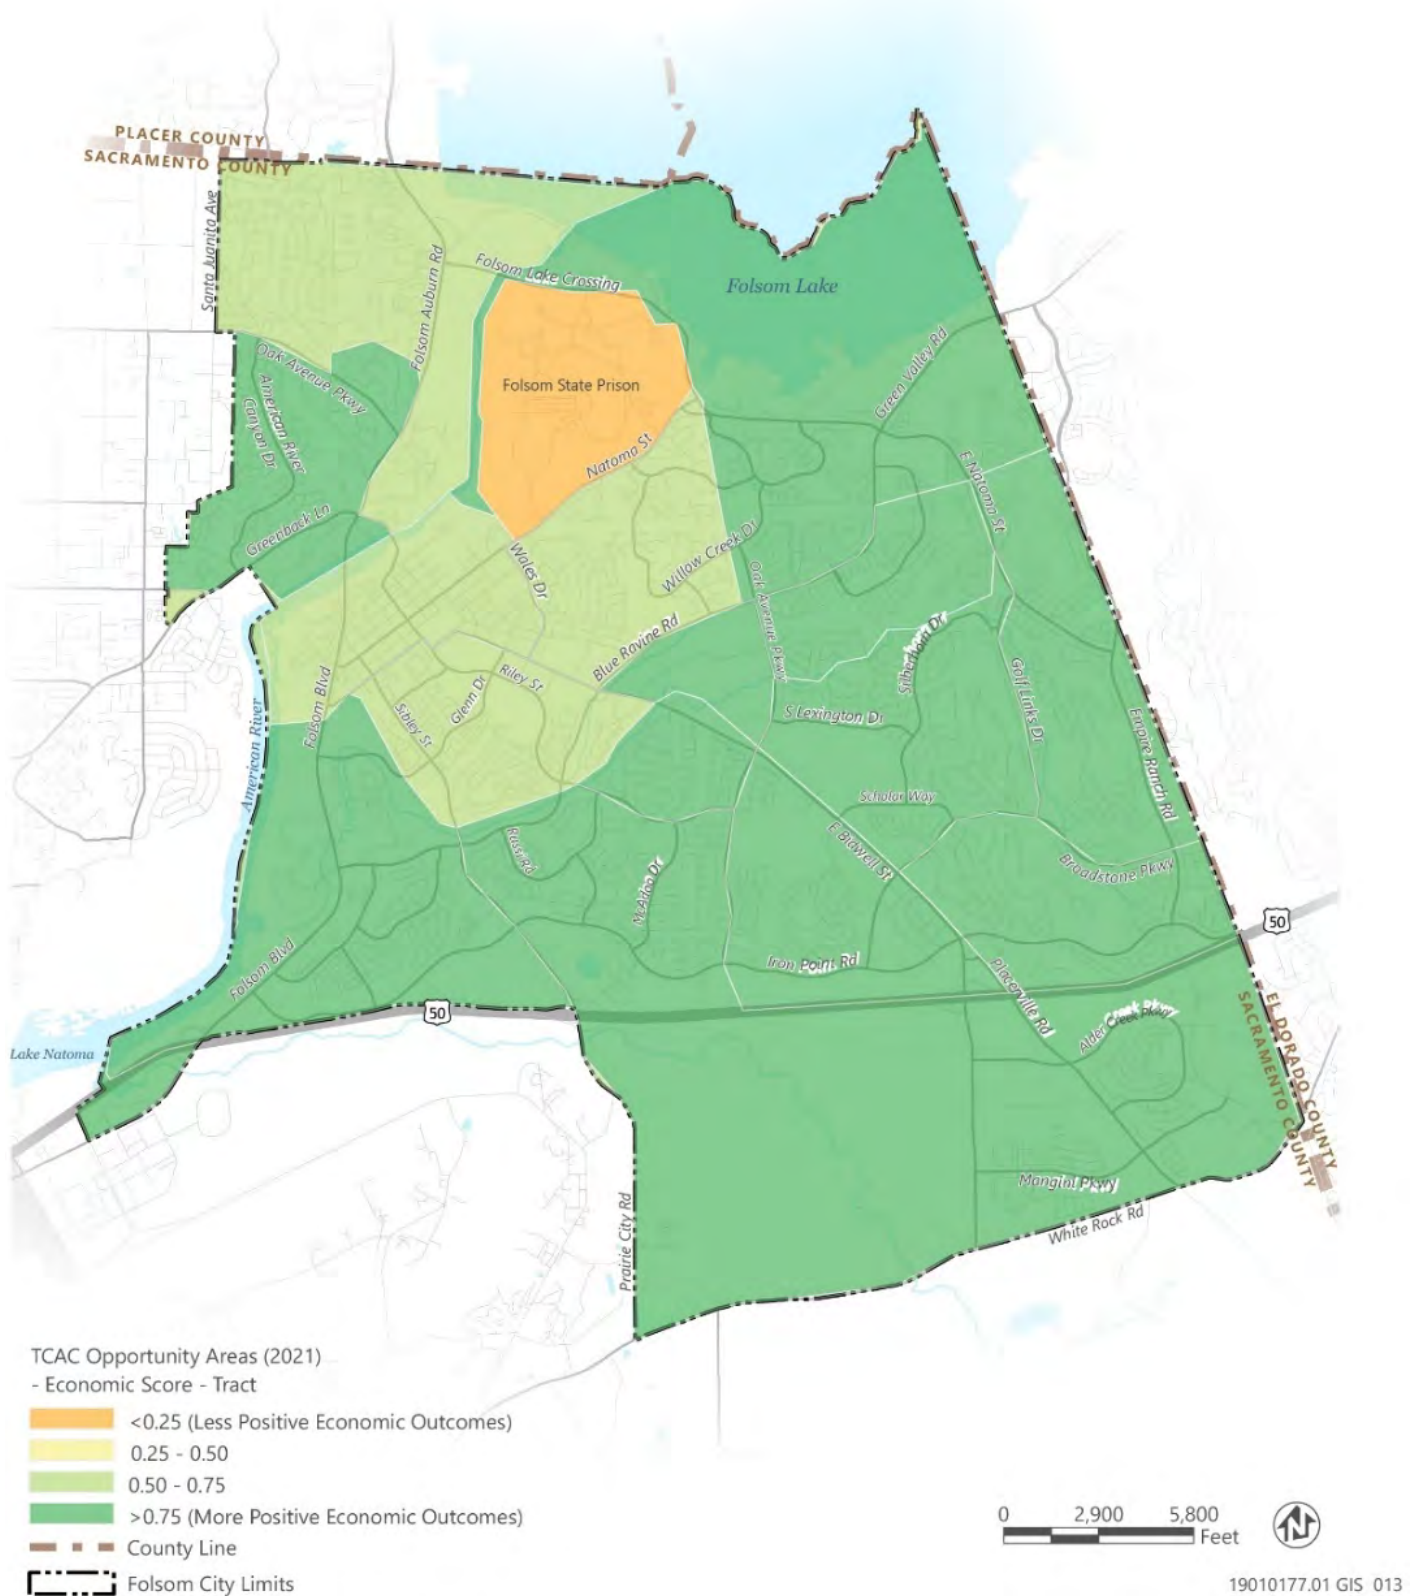 PLACER COUNTY
SACRAMENTO COUNTY
Santa Juanita Ave
Folsom Auburn Rd
Folsom Lake Crossing
Folsom Lake
Green Valley Rd
Oak Avenue Pkwy
American River
Canyon Dr
Folsom State Prison
Natoma St
E Natoma St
Greenback Ln
Wales Dr
Willow Creek Dr
Oak Avenue Pkwy
Blue Ravine Rd
Silberhorn Dr
Golf Links Dr
Folsom Blvd
Riley St
Glenn Dr
Sibley St
S Lexington Dr
American River
Empire Ranch Rd
Scholar Way
E Bidwell St
Broadstone Pkwy
Russi Rd
McAdoo Dr
50
Iron Point Rd
Folsom Blvd
Placerville Rd
50
Alder Creek Pkwy
EL DORADO COUNTY
SACRAMENTO COUNTY
Lake Natoma
Mangini Pkwy
White Rock Rd
Prairie City Rd
TCAC Opportunity Areas (2021)
- Economic Score - Tract
<0.25 (Less Positive Economic Outcomes)
0.25 - 0.50
0.50 - 0.75
>0.75 (More Positive Economic Outcomes)
County Line
Folsom City Limits
0 2,900 5,800
Feet
N
19010177.01 GIS 013